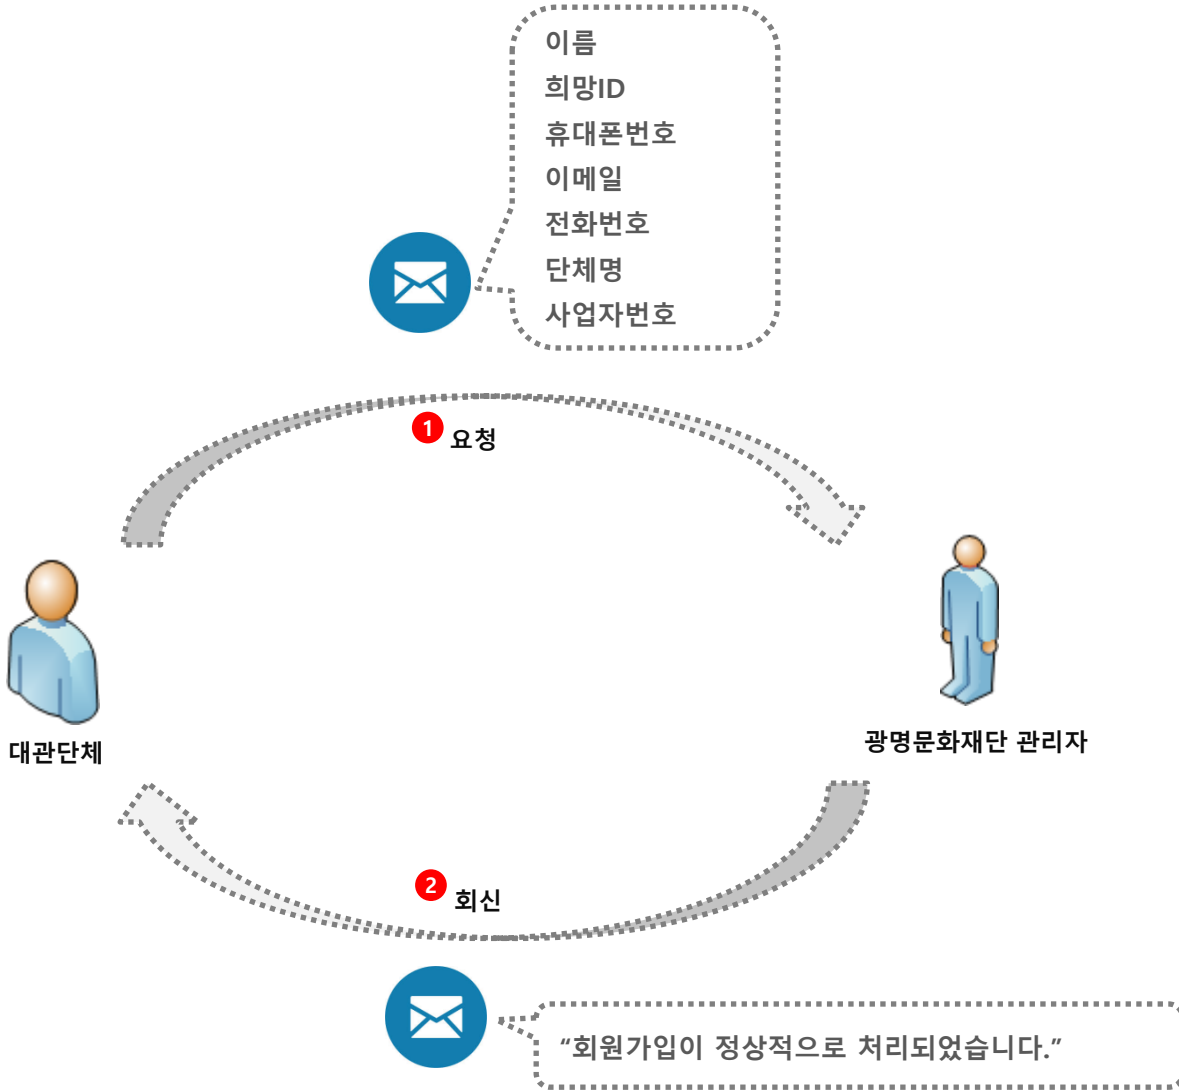 이름
희망ID
휴대폰번호
이메일
전화번호
단체명
사업자번호
1 요청
대관단체
광명문화재단 관리자
2 회신
“회원가입이 정상적으로 처리되었습니다.”